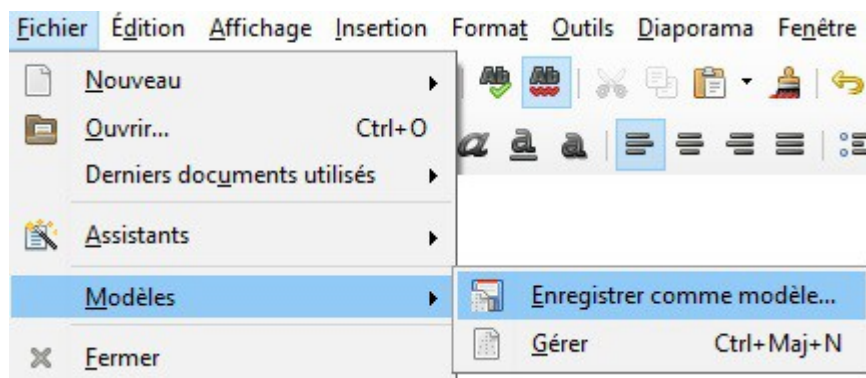 Fichier Édition Affichage Insertion Format Outils Diaporama Fenêtre
Nouveau
Ouvrir... Ctrl+O
Derniers documents utilisés
Assistants
Modèles
Enregistrer comme modèle...
Gérer Ctrl+Maj+N
Fermer